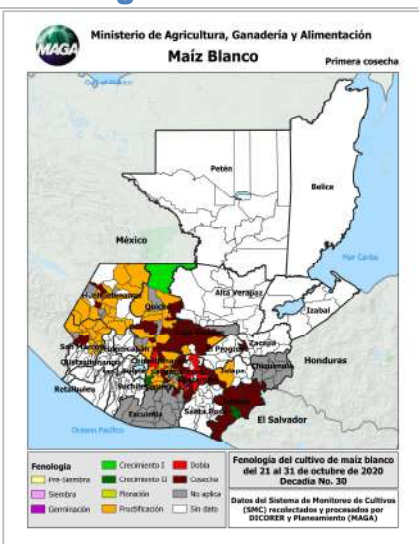 MAGA
Ministerio de Agricultura, Ganadería y Alimentación
Maíz Blanco
Primera cosecha
Petén
Belice
México
Mar Caribe
Huehuetenango
Quiché
Alta Verapaz
Izabal
San Marcos
Zacapa
Quetzaltenango
Progreso
Chiquimula
Honduras
Retalhuleu
Jalapa
Escuintla
Santa Rosa
El Salvador
Océano Pacífico
Fenología
Pre-Siembra
Siembra
Germinación
Crecimiento I
Crecimiento II
Floración
Fructificación
Dobla
Cosecha
No aplica
Sin dato
Fenología del cultivo de maíz blanco
del 21 al 31 de octubre de 2020
Decadia No. 30
Datos del Sistema de Monitoreo de Cultivos
(SMC) recolectados y procesados por
DICORER y Planeamiento (MAGA)